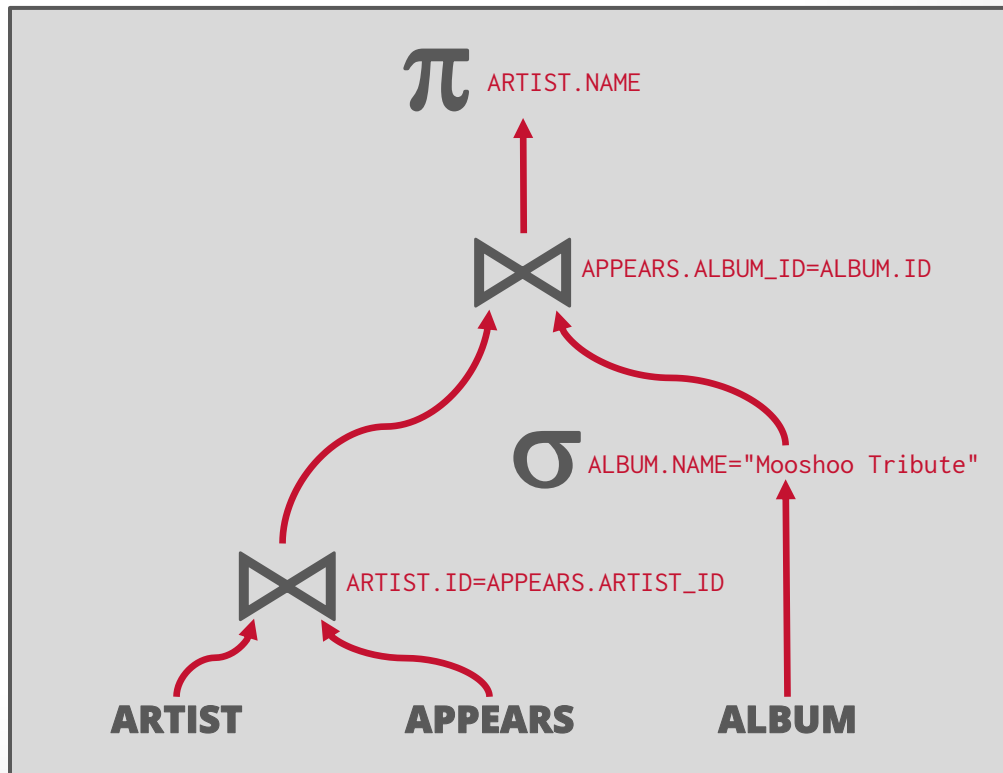 π ARTIST.NAME
⋈ APPEARS.ALBUM_ID=ALBUM.ID
σ ALBUM.NAME="Mooshoo Tribute"
⋈ ARTIST.ID=APPEARS.ARTIST_ID
ARTIST APPEARS ALBUM